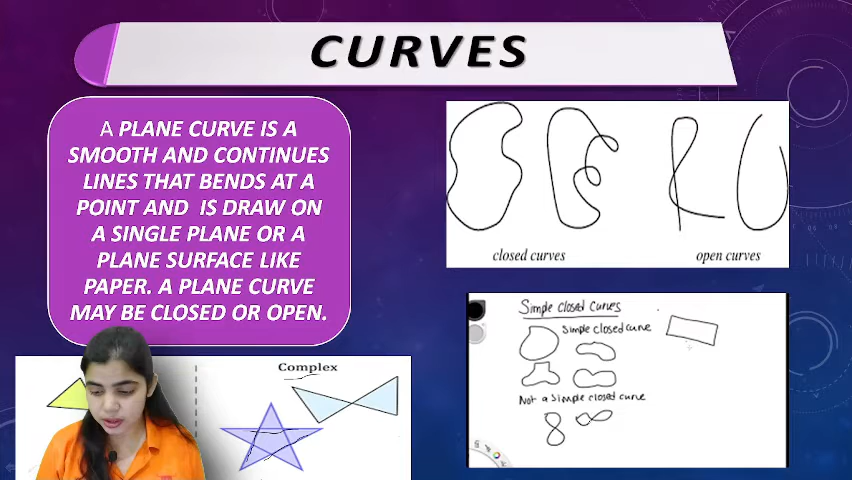 CURVES
A PLANE CURVE IS A
SMOOTH AND CONTINUES
LINES THAT BENDS AT A
POINT AND IS DRAW ON
A SINGLE PLANE OR A
PLANE SURFACE LIKE
PAPER. A PLANE CURVE
MAY BE CLOSED OR OPEN.
closed curves
open curves
Simple closed curves
Simple closed curve
Not a simple closed curve
Complex